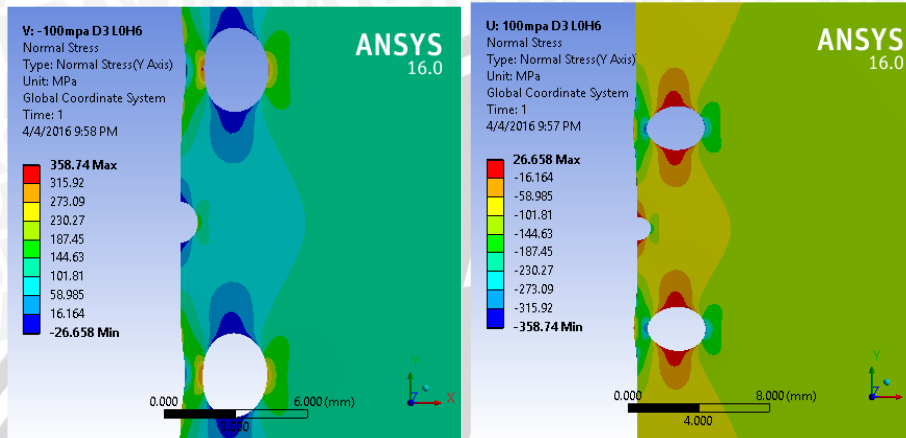 V: -100mpa D3 L0H6
Normal Stress
Type: Normal Stress(Y Axis)
Unit: MPa
Global Coordinate System
Time: 1
4/4/2016 9:58 PM
358.74 Max
315.92
273.09
230.27
187.45
144.63
101.81
58.985
16.164
-26.658 Min
ANSYS
16.0
0.000
6.000 (mm)
3.000
Y
Z
X
U: 100mpa D3 L0H6
Normal Stress
Type: Normal Stress(Y Axis)
Unit: MPa
Global Coordinate System
Time: 1
4/4/2016 9:57 PM
26.658 Max
-16.164
-58.985
-101.81
-144.63
-187.45
-230.27
-273.09
-315.92
-358.74 Min
ANSYS
16.0
0.000
8.000 (mm)
4.000
Y
Z
X